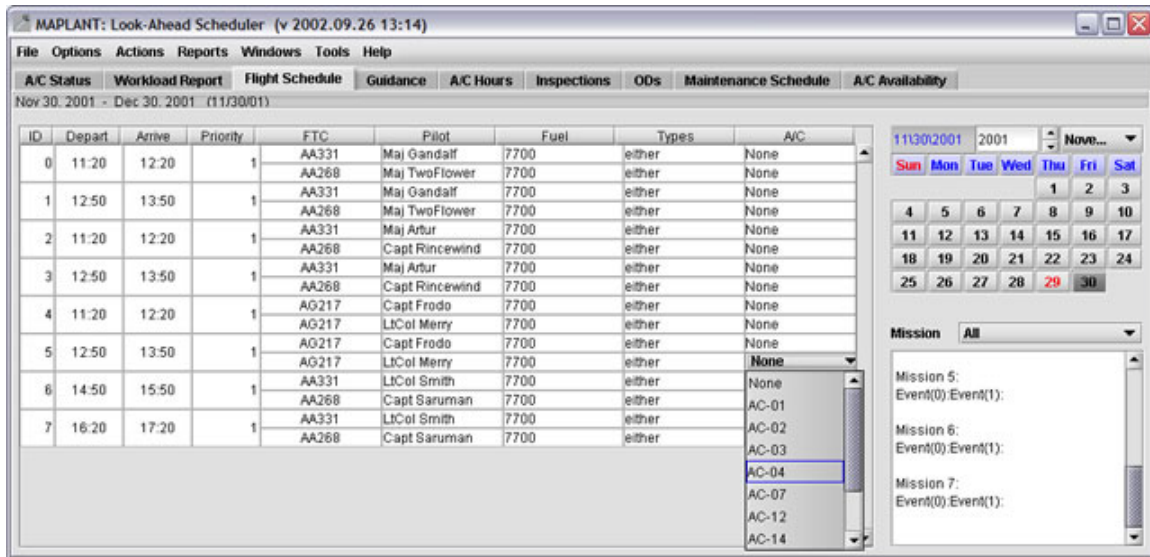 MAPLANT: Look-Ahead Scheduler (v 2002.09.26 13:14)
File Options Actions Reports Windows Tools Help
A/C Status Workload Report Flight Schedule Guidance A/C Hours Inspections ODs Maintenance Schedule A/C Availability
Nov 30. 2001 - Dec 30. 2001 (11/30/01)
ID Depart Arrive Priority FTC Pilot Fuel Types A/C
0 11:20 12:20 1 AA331 Maj Gandalf 7700 either None
AA268 Maj TwoFlower 7700 either None
1 12:50 13:50 1 AA331 Maj Gandalf 7700 either None
AA268 Maj TwoFlower 7700 either None
2 11:20 12:20 1 AA331 Maj Artur 7700 either None
AA268 Capt Rincewind 7700 either None
3 12:50 13:50 1 AA331 Maj Artur 7700 either None
AA268 Capt Rincewind 7700 either None
4 11:20 12:20 1 AG217 Capt Frodo 7700 either None
AG217 LtCol Merry 7700 either None
5 12:50 13:50 1 AG217 Capt Frodo 7700 either None
AG217 LtCol Merry 7700 either None
6 14:50 15:50 1 AA331 LtCol Smith 7700 either
AA268 Capt Saruman 7700 either
7 16:20 17:20 1 AA331 LtCol Smith 7700 either
AA268 Capt Saruman 7700 either
None
AC-01
AC-02
AC-03
AC-04
AC-07
AC-12
AC-14
11\30\2001 2001 Nove...
Sun Mon Tue Wed Thu Fri Sat
1 2 3
4 5 6 7 8 9 10
11 12 13 14 15 16 17
18 19 20 21 22 23 24
25 26 27 28 29 30
Mission All
Mission 5:
Event(0):Event(1):
Mission 6:
Event(0):Event(1):
Mission 7:
Event(0):Event(1):